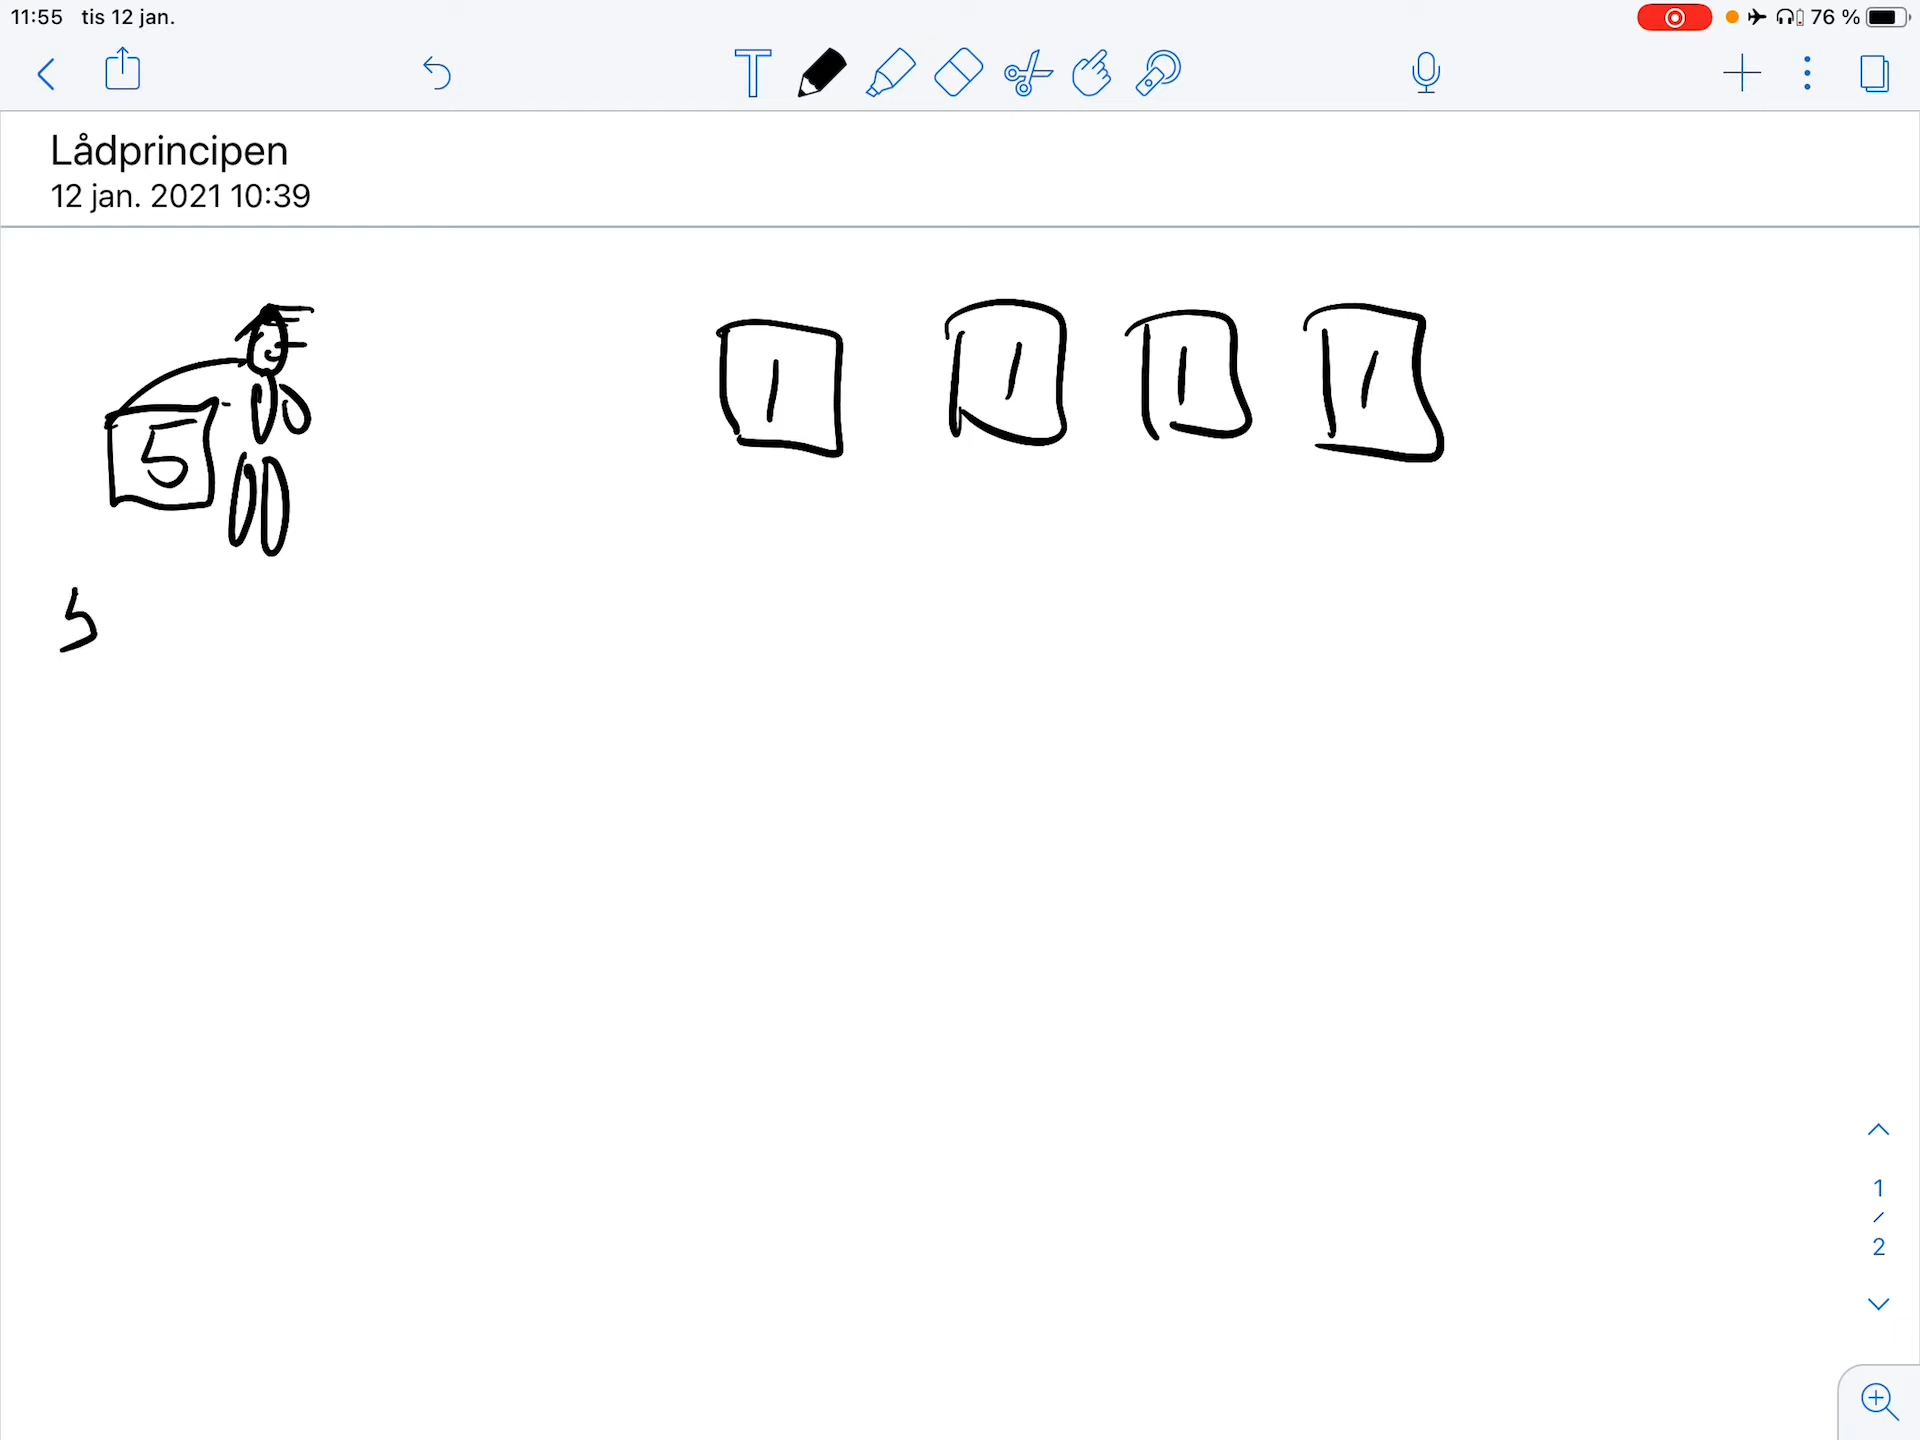 11:55 tis 12 jan. 76 %
T
Lådprincipen
12 jan. 2021 10:39
5 1 1 1 1
1
/
2